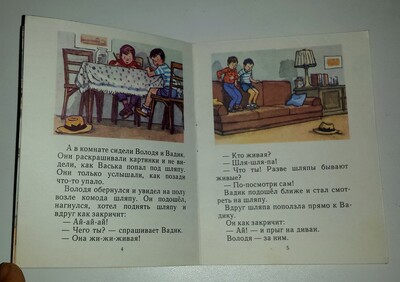 А в комнате сидели Володя и Вадик.
Они раскрашивали картинки и не ви-
дели, как Васька попал под шляпу.
Они только услышали, как позади
что-то упало.
Володя обернулся и увидел на полу
возле комода шляпу. Он подошёл,
нагнулся, хотел поднять шляпу и
вдруг как закричит:
— Ай-ай-ай!
— Чего ты? — спрашивает Вадик.
— Она жи-жи-живая!
4
— Кто живая?
— Шля-шля-па!
— Что ты! Разве шляпы бывают
живые?
— По-посмотри сам!
Вадик подошёл ближе и стал смот-
реть на шляпу.
Вдруг шляпа поползла прямо к Ва-
дику.
Он как закричит:
— Ай! — и прыг на диван.
Володя — за ним.
5